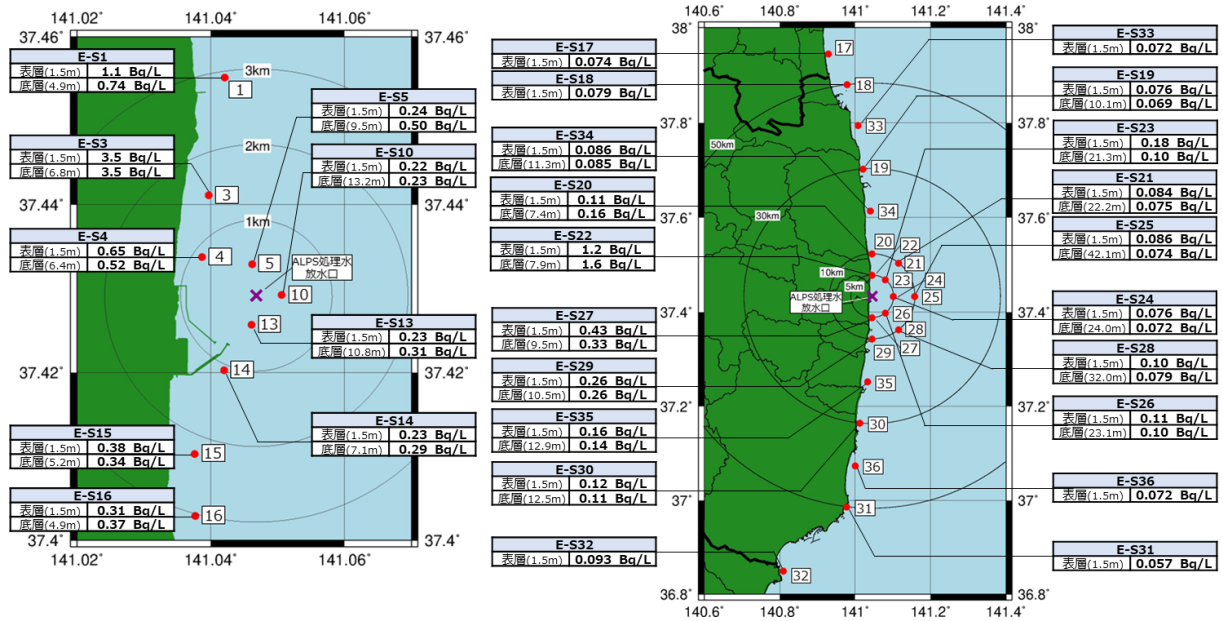 141.02 141.04 141.06
37.46 37.46
37.44 37.44
37.42 37.42
37.4 37.4
141.02 141.04 141.06
3km
2km
1km
E-S1
表層(1.5m) 1.1 Bq/L
底層(4.9m) 0.74 Bq/L
E-S3
表層(1.5m) 3.5 Bq/L
底層(6.8m) 3.5 Bq/L
E-S4
表層(1.5m) 0.65 Bq/L
底層(6.4m) 0.52 Bq/L
E-S15
表層(1.5m) 0.38 Bq/L
底層(5.2m) 0.34 Bq/L
E-S16
表層(1.5m) 0.31 Bq/L
底層(4.9m) 0.37 Bq/L
E-S5
表層(1.5m) 0.24 Bq/L
底層(9.5m) 0.50 Bq/L
E-S10
表層(1.5m) 0.22 Bq/L
底層(13.2m) 0.23 Bq/L
E-S13
表層(1.5m) 0.23 Bq/L
底層(10.8m) 0.31 Bq/L
E-S14
表層(1.5m) 0.23 Bq/L
底層(7.1m) 0.29 Bq/L
1
3
4
5
ALPS処理水
放水口
10
13
14
15
16
140.6 140.8 141 141.2 141.4
38° 38°
37.8 37.8
37.6 37.6
37.4 37.4
37.2 37.2
37 37
36.8 36.8
140.6 140.8 141 141.2 141.4
50km
30km
10km
5km
ALPS処理水
放水口
E-S17
表層(1.5m) 0.074 Bq/L
E-S18
表層(1.5m) 0.079 Bq/L
E-S34
表層(1.5m) 0.086 Bq/L
底層(11.3m) 0.085 Bq/L
E-S20
表層(1.5m) 0.11 Bq/L
底層(7.4m) 0.16 Bq/L
E-S22
表層(1.5m) 1.2 Bq/L
底層(7.9m) 1.6 Bq/L
E-S27
表層(1.5m) 0.43 Bq/L
底層(9.5m) 0.33 Bq/L
E-S29
表層(1.5m) 0.26 Bq/L
底層(10.5m) 0.26 Bq/L
E-S35
表層(1.5m) 0.16 Bq/L
底層(12.9m) 0.14 Bq/L
E-S30
表層(1.5m) 0.12 Bq/L
底層(12.5m) 0.11 Bq/L
E-S32
表層(1.5m) 0.093 Bq/L
17
18
33
19
34
20 22
21
24
25
26
28
29 27
35
30
36
31
32
23
E-S33
表層(1.5m) 0.072 Bq/L
E-S19
表層(1.5m) 0.076 Bq/L
底層(10.1m) 0.069 Bq/L
E-S23
表層(1.5m) 0.18 Bq/L
底層(21.3m) 0.10 Bq/L
E-S21
表層(1.5m) 0.084 Bq/L
底層(22.2m) 0.075 Bq/L
E-S25
表層(1.5m) 0.086 Bq/L
底層(42.1m) 0.074 Bq/L
E-S24
表層(1.5m) 0.076 Bq/L
底層(24.0m) 0.072 Bq/L
E-S28
表層(1.5m) 0.10 Bq/L
底層(32.0m) 0.079 Bq/L
E-S26
表層(1.5m) 0.11 Bq/L
底層(23.1m) 0.10 Bq/L
E-S36
表層(1.5m) 0.072 Bq/L
E-S31
表層(1.5m) 0.057 Bq/L